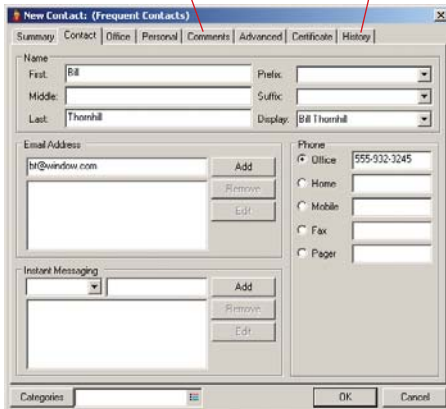 New Contact: (Frequent Contacts)
Summary Contact Office Personal Comments Advanced Certificate History
Name
First: Bill Prefix:
Middle: Suffix:
Last: Thornhill Display: Bill Thornhill
Email Address Phone
bt@window.com Add Office 555-932-3245
Remove Home
Edit Mobile
Fax
Pager
Instant Messaging
Add
Remove
Edit
Categories OK Cancel